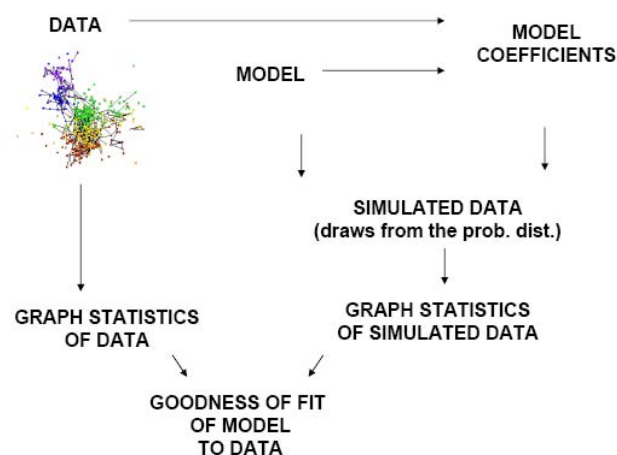 DATA
MODEL
COEFFICIENTS
MODEL
SIMULATED DATA
(draws from the prob. dist.)
GRAPH STATISTICS
OF DATA
GRAPH STATISTICS
OF SIMULATED DATA
GOODNESS OF FIT
OF MODEL
TO DATA